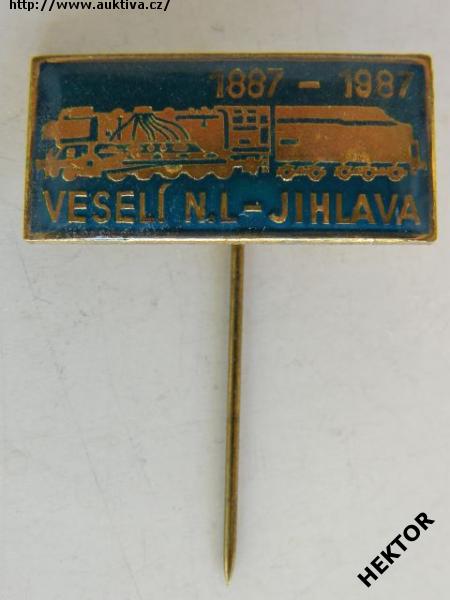 http://www.auktiva.cz/
1887 - 1987
VESELÍ N.L - JIHLAVA
HEKTOR